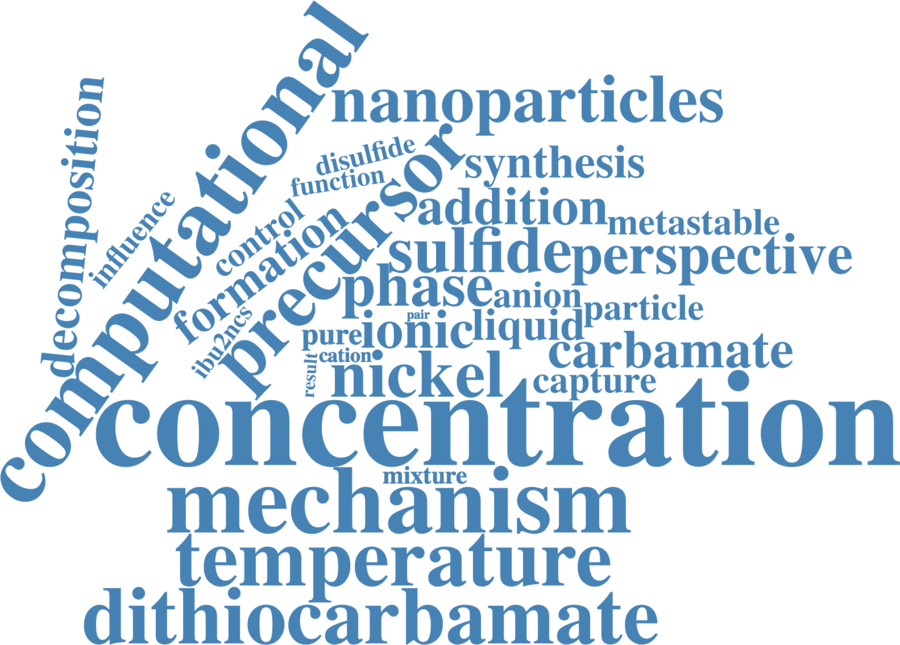 computational
nanoparticles
decomposition
disulfide
precursor
synthesis
function
influence
control
addition
metastable
formation
sulfide
perspective
phase
anion
particle
ibu2ncs
pure
pair
ionic
liquid
carbamate
result
cation
nickel
capture
concentration
mixture
mechanism
temperature
dithiocarbamate